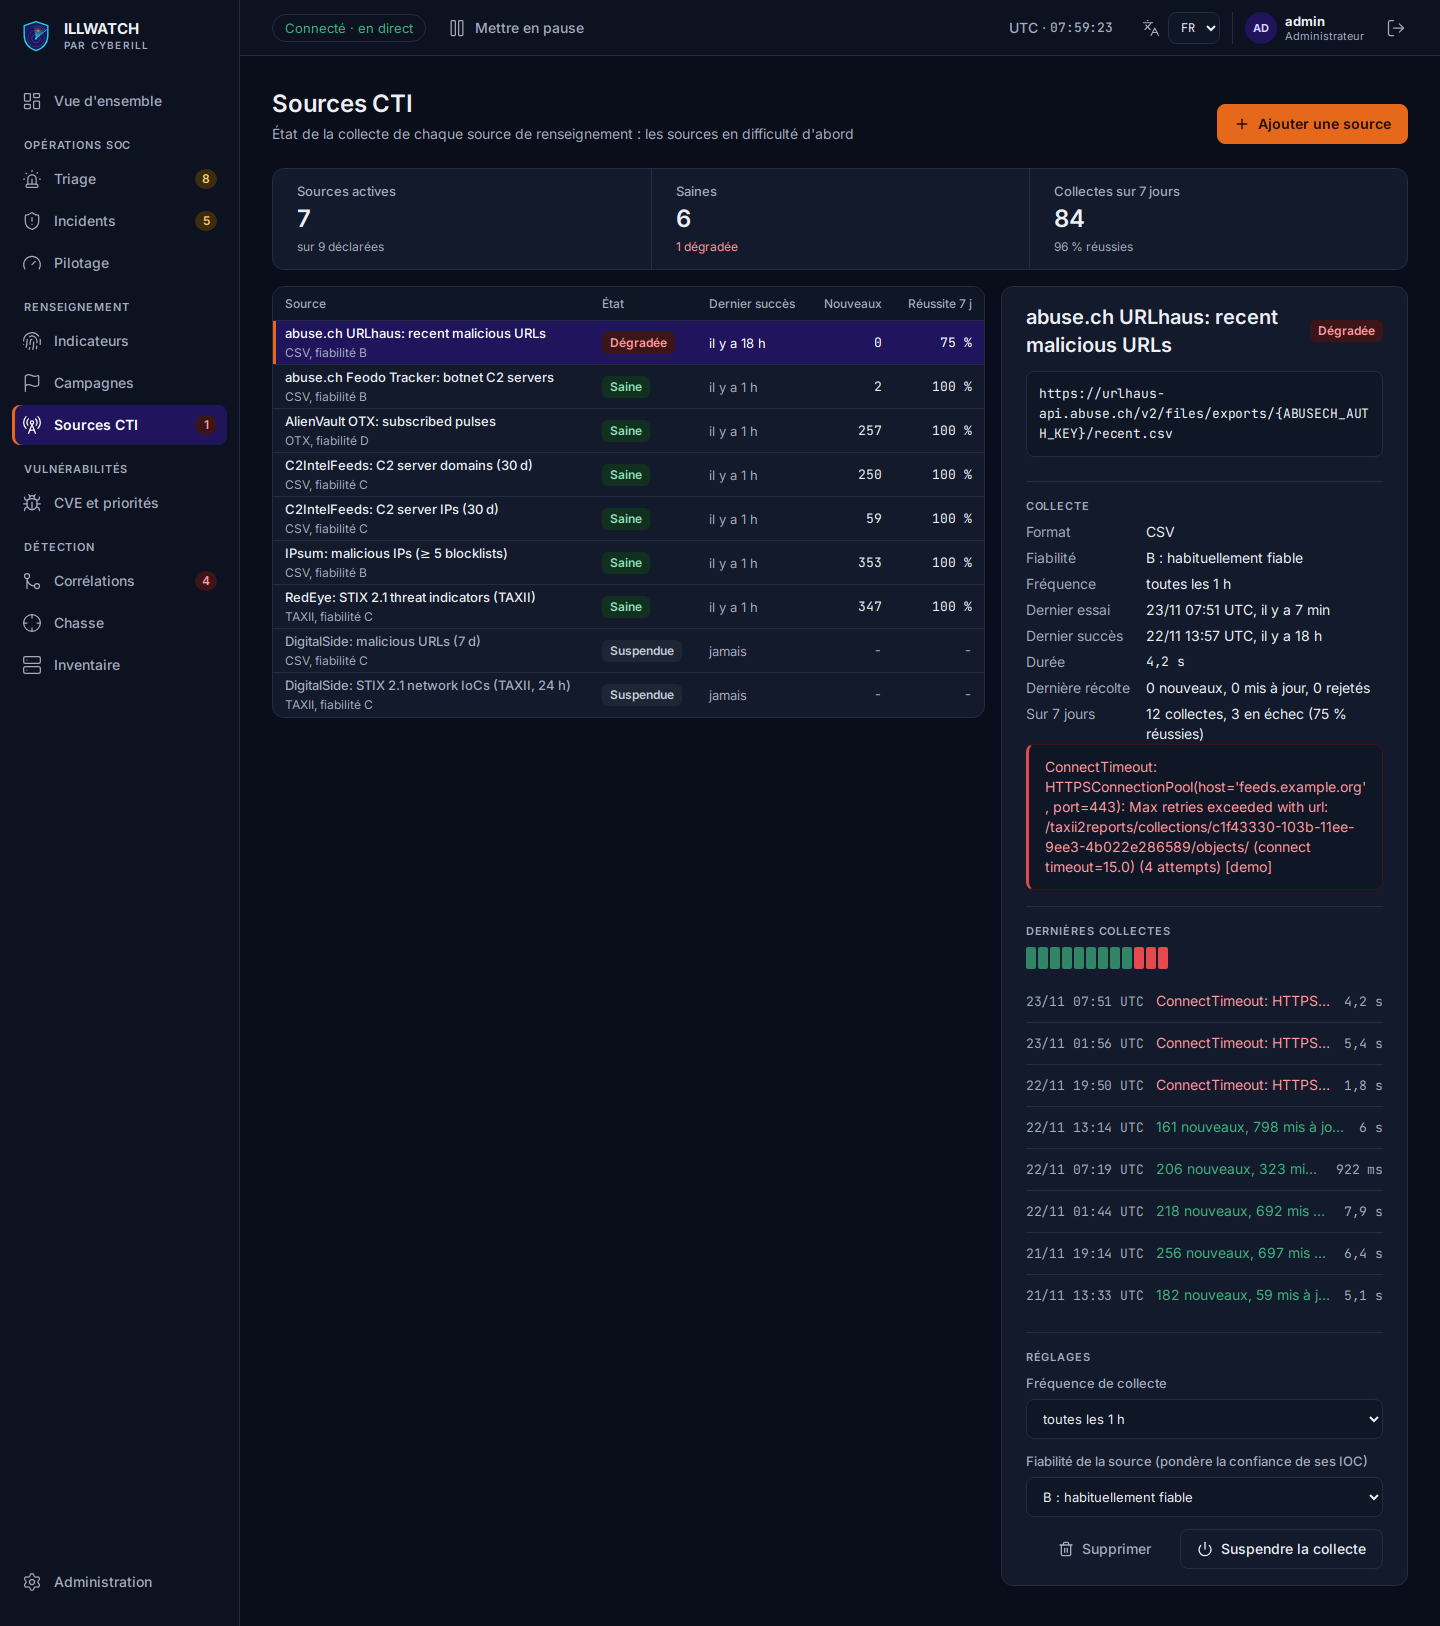 ILLWATCH
PAR CYBERILL
Connecté · en direct
Mettre en pause
UTC · 07:59:23
FR
AD
admin
Administrateur
Vue d'ensemble
OPÉRATIONS SOC
Triage 8
Incidents 5
Pilotage
RENSEIGNEMENT
Indicateurs
Campagnes
Sources CTI 1
VULNÉRABILITÉS
CVE et priorités
DÉTECTION
Corrélations 4
Chasse
Inventaire
Administration
Sources CTI
État de la collecte de chaque source de renseignement : les sources en difficulté d'abord
Ajouter une source
Sources actives
7
sur 9 déclarées
Saines
6
1 dégradée
Collectes sur 7 jours
84
96 % réussies
Source État Dernier succès Nouveaux Réussite 7 j
abuse.ch URLhaus: recent malicious URLs
CSV, fiabilité B
Dégradée il y a 18 h 0 75 %
abuse.ch Feodo Tracker: botnet C2 servers
CSV, fiabilité B
Saine il y a 1 h 2 100 %
AlienVault OTX: subscribed pulses
OTX, fiabilité D
Saine il y a 1 h 257 100 %
C2IntelFeeds: C2 server domains (30 d)
CSV, fiabilité C
Saine il y a 1 h 250 100 %
C2IntelFeeds: C2 server IPs (30 d)
CSV, fiabilité C
Saine il y a 1 h 59 100 %
IPsum: malicious IPs (≥ 5 blocklists)
CSV, fiabilité B
Saine il y a 1 h 353 100 %
RedEye: STIX 2.1 threat indicators (TAXII)
TAXII, fiabilité C
Saine il y a 1 h 347 100 %
DigitalSide: malicious URLs (7 d)
CSV, fiabilité C
Suspendue jamais - -
DigitalSide: STIX 2.1 network IoCs (TAXII, 24 h)
TAXII, fiabilité C
Suspendue jamais - -
abuse.ch URLhaus: recent
malicious URLs
Dégradée
https://urlhaus-
api.abuse.ch/v2/files/exports/{ABUSECH_AUT
H_KEY}/recent.csv
COLLECTE
Format CSV
Fiabilité B : habituellement fiable
Fréquence toutes les 1 h
Dernier essai 23/11 07:51 UTC, il y a 7 min
Dernier succès 22/11 13:57 UTC, il y a 18 h
Durée 4,2 s
Dernière récolte 0 nouveaux, 0 mis à jour, 0 rejetés
Sur 7 jours 12 collectes, 3 en échec (75 %
réussies)
ConnectTimeout:
HTTPSConnectionPool(host='feeds.example.org'
, port=443): Max retries exceeded with url:
/taxii2reports/collections/c1f43330-103b-11ee-
9ee3-4b022e286589/objects/ (connect
timeout=15.0) (4 attempts) [demo]
DERNIÈRES COLLECTES
23/11 07:51 UTC ConnectTimeout: HTTPS... 4,2 s
23/11 01:56 UTC ConnectTimeout: HTTPS... 5,4 s
22/11 19:50 UTC ConnectTimeout: HTTPS... 1,8 s
22/11 13:14 UTC 161 nouveaux, 798 mis à jo... 6 s
22/11 07:19 UTC 206 nouveaux, 323 mi... 922 ms
22/11 01:44 UTC 218 nouveaux, 692 mis ... 7,9 s
21/11 19:14 UTC 256 nouveaux, 697 mis ... 6,4 s
21/11 13:33 UTC 182 nouveaux, 59 mis à j... 5,1 s
RÉGLAGES
Fréquence de collecte
toutes les 1 h
Fiabilité de la source (pondère la confiance de ses IOC)
B : habituellement fiable
Supprimer
Suspendre la collecte